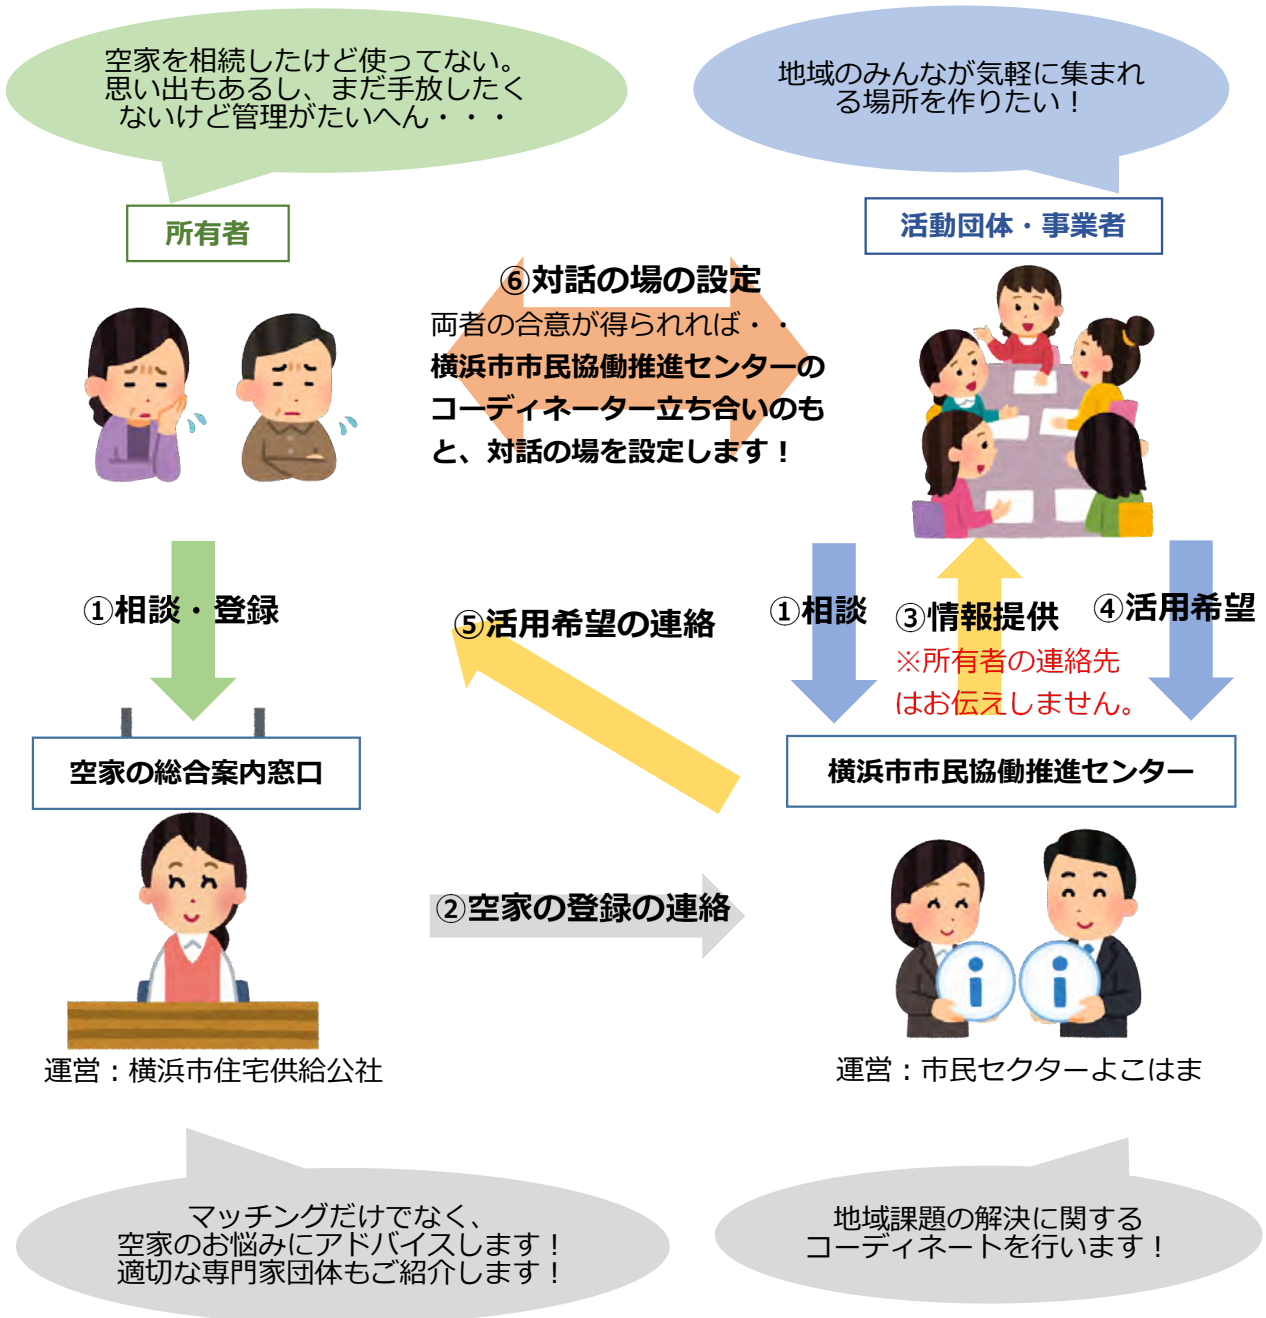 空家を相続したけど使ってない。
思い出もあるし、まだ手放したく
ないけど管理がたいへん・・・
地域のみんなが気軽に集まれ
る場所を作りたい！
所有者
活動団体・事業者
⑥対話の場の設定
両者の合意が得られれば・・
横浜市市民協働推進センターの
コーディネーター立ち合いのも
と、対話の場を設定します！
①相談・登録
⑤活用希望の連絡
①相談
③情報提供
※所有者の連絡先
はお伝えしません。
④活用希望
空家の総合案内窓口
横浜市市民協働推進センター
②空家の登録の連絡
運営：横浜市住宅供給公社
運営：市民セクターよこはま
マッチングだけでなく、
空家のお悩みにアドバイスします！
適切な専門家団体もご紹介します！
地域課題の解決に関する
コーディネートを行います！